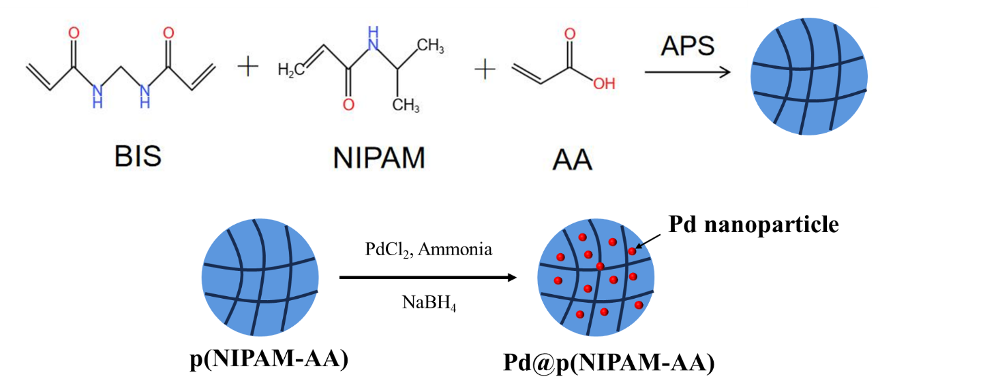 O
O
N
H
N
H
BIS
+
H₂C
O
H
N
CH₃
CH₃
NIPAM
+
O
OH
AA
APS
p(NIPAM-AA)
PdCl₂, Ammonia
NaBH₄
Pd nanoparticle
Pd@p(NIPAM-AA)